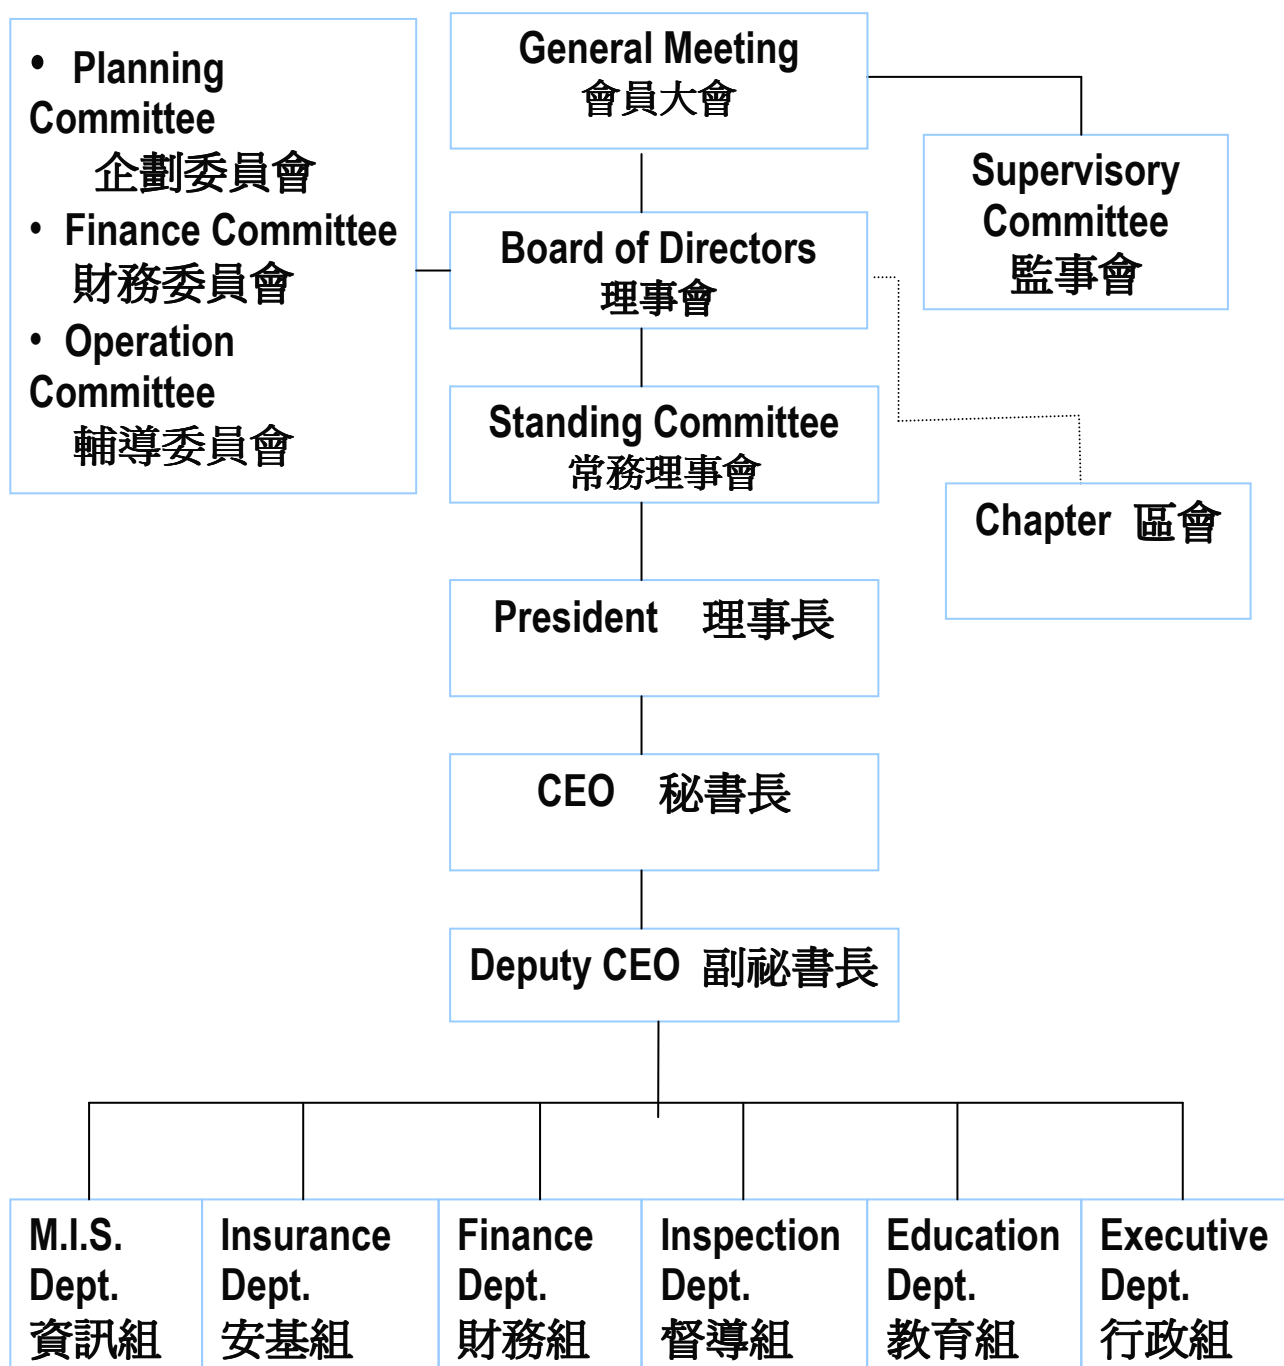 • Planning
Committee
企劃委員會
• Finance Committee
財務委員會
• Operation
Committee
輔導委員會
General Meeting
會員大會
Supervisory
Committee
監事會
Board of Directors
理事會
Standing Committee
常務理事會
Chapter 區會
President 理事長
CEO 秘書長
Deputy CEO 副祕書長
M.I.S.
Dept.
資訊組
Insurance
Dept.
安基組
Finance
Dept.
財務組
Inspection
Dept.
督導組
Education
Dept.
教育組
Executive
Dept.
行政組